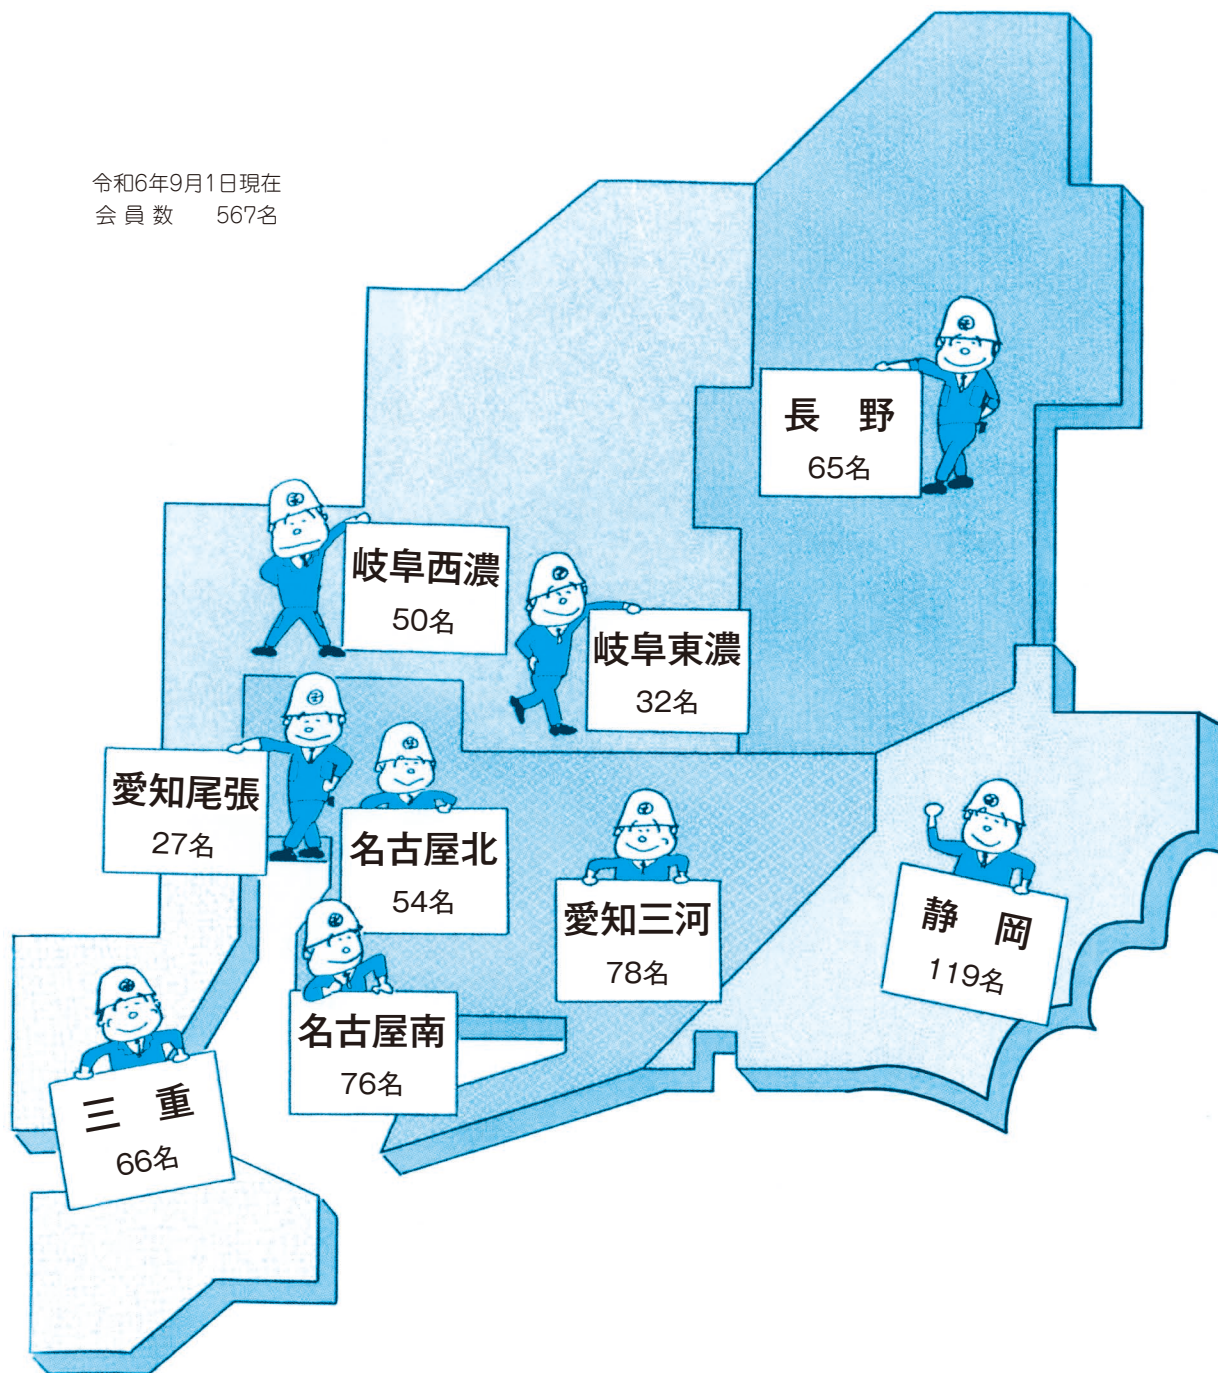 令和6年9月1日現在
会員数　567名
長　野
65名
岐阜西濃
50名
岐阜東濃
32名
愛知尾張
27名
名古屋北
54名
愛知三河
78名
静　岡
119名
名古屋南
76名
三　重
66名